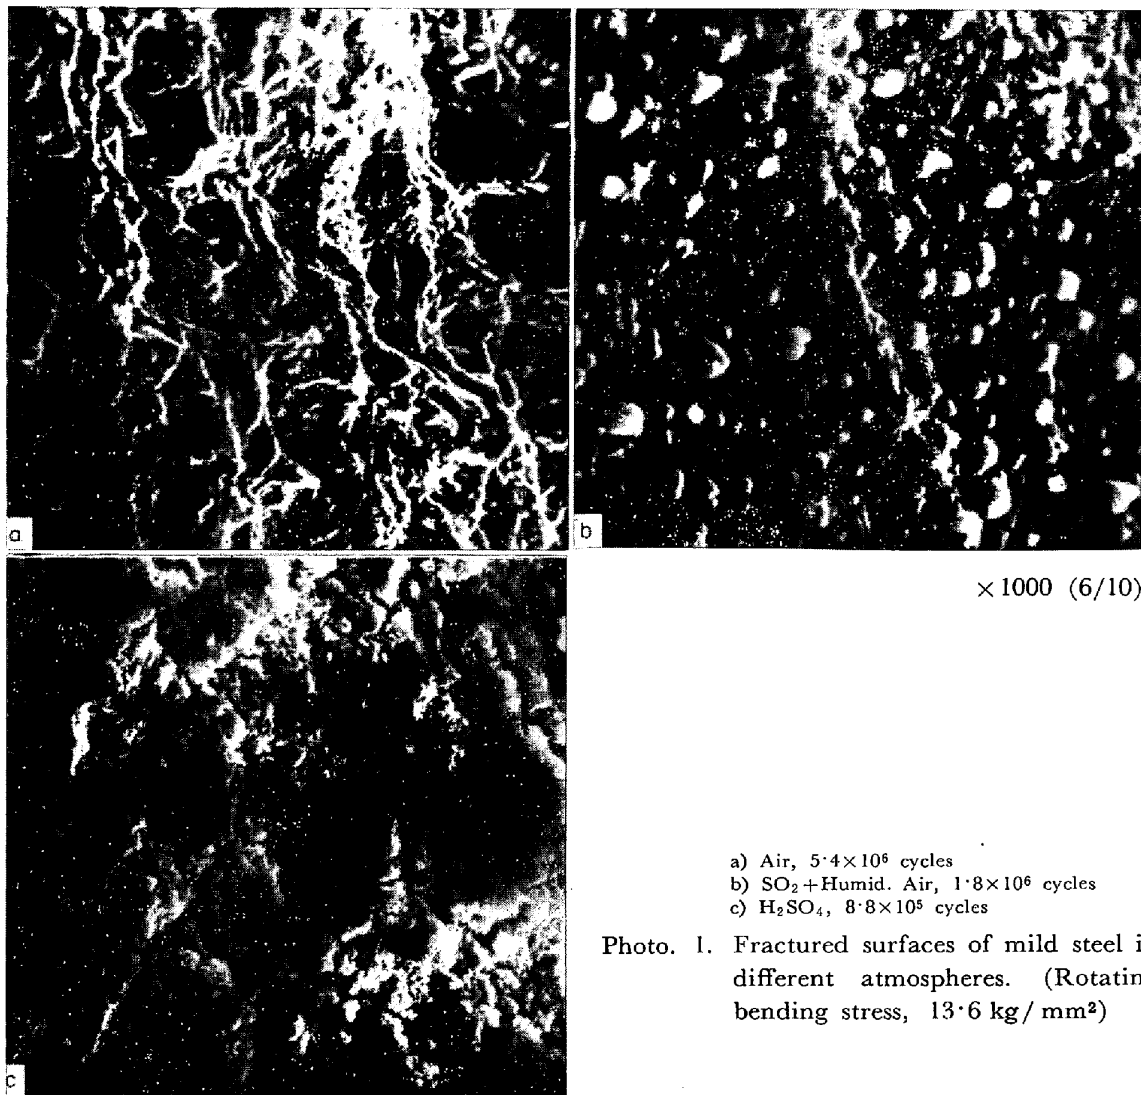 a
b
c
× 1000 (6/10)
a) Air, 5·4×10⁶ cycles
b) SO₂+Humid. Air, 1·8×10⁶ cycles
c) H₂SO₄, 8·8×10⁵ cycles
Photo. 1. Fractured surfaces of mild steel i
different atmospheres. (Rotatin
bending stress, 13·6 kg/mm²)